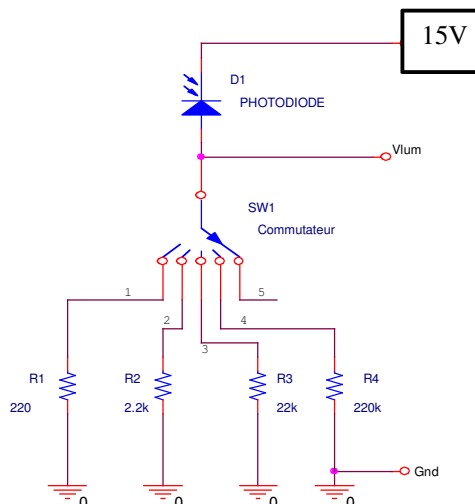 15V
D1
PHOTODIODE
Vlum
SW1
Commutateur
1
5
2
4
3
R1
R2
R3
R4
220
2.2k
22k
220k
Gnd
0
0
0
0